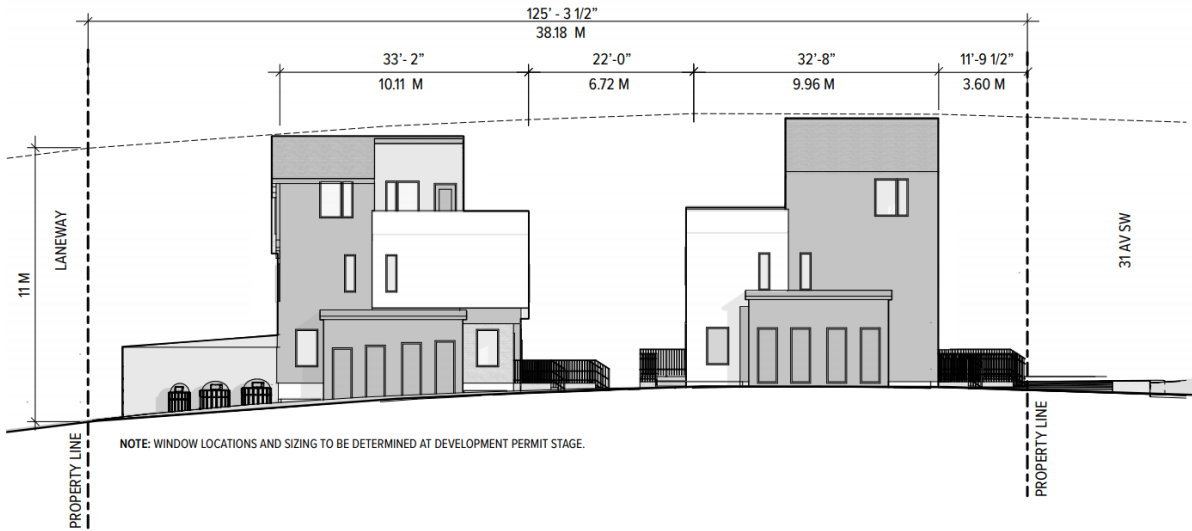 125' - 3 1/2"
38.18 M
33'- 2"
22'-0"
32'-8"
11'-9 1/2"
10.11 M
6.72 M
9.96 M
3.60 M
LANEWAY
11 M
31 AV SW
NOTE: WINDOW LOCATIONS AND SIZING TO BE DETERMINED AT DEVELOPMENT PERMIT STAGE.
PROPERTY LINE
PROPERTY LINE